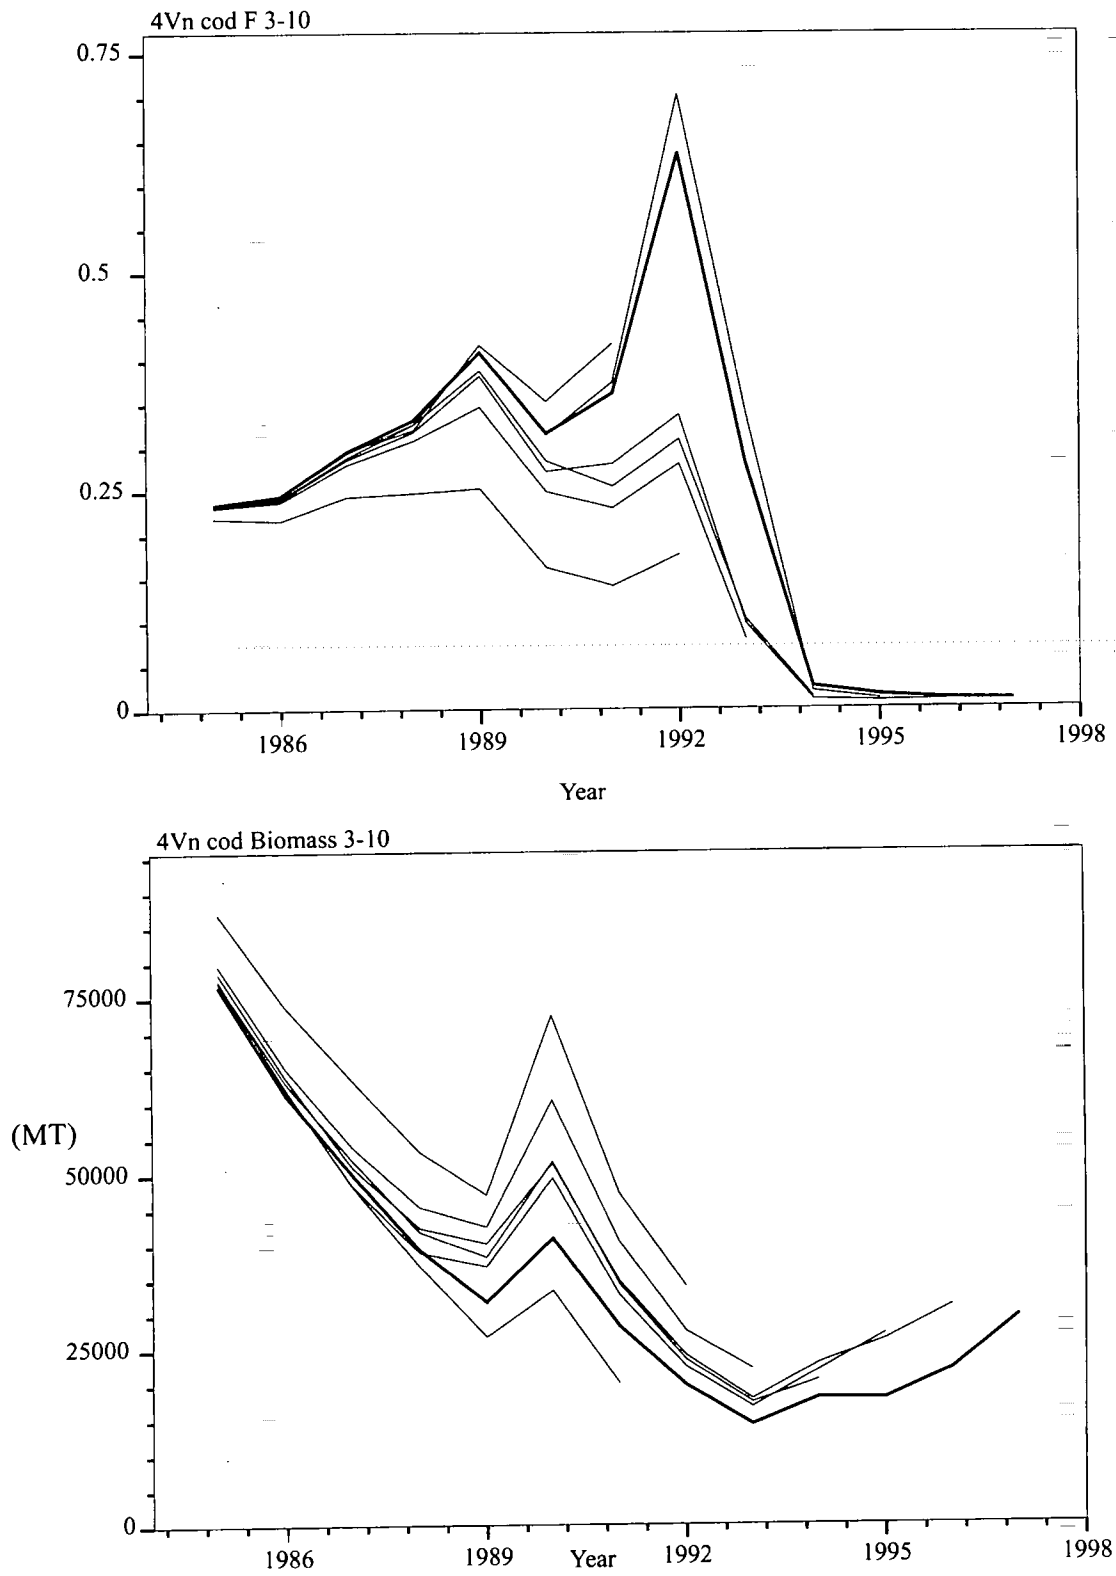 4Vn cod F 3-10
0.75
0.5
0.25
0
1986 1989 1992 1995 1998
Year
4Vn cod Biomass 3-10
75000
(MT)
50000
25000
0
1986 1989 Year 1992 1995 1998